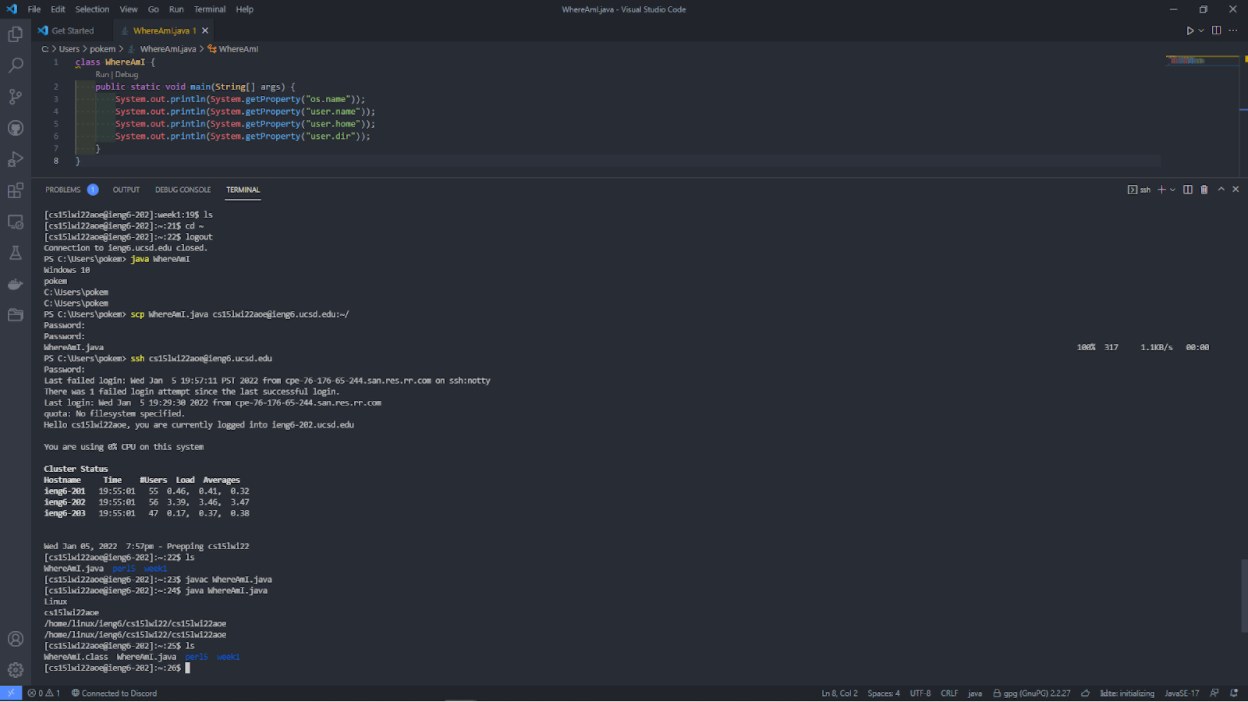 File Edit Selection View Go Run Terminal Help WhereAmI.java - Visual Studio Code
Get Started WhereAmI.java 1
C: > Users > pokem > WhereAmI.java > WhereAmI
1 class WhereAmI {
Run | Debug
2 public static void main(String[] args) {
3 System.out.println(System.getProperty("os.name"));
4 System.out.println(System.getProperty("user.name"));
5 System.out.println(System.getProperty("user.home"));
6 System.out.println(System.getProperty("user.dir"));
7 }
8 }
PROBLEMS 1 OUTPUT DEBUG CONSOLE TERMINAL ssh
[cs15lwi22aoe@ieng6-202]:week1:19$ ls
[cs15lwi22aoe@ieng6-202]:~:21$ cd ~
[cs15lwi22aoe@ieng6-202]:~:22$ logout
Connection to ieng6.ucsd.edu closed.
PS C:\Users\pokem> java WhereAmI
Windows 10
pokem
C:\Users\pokem
C:\Users\pokem
PS C:\Users\pokem> scp WhereAmI.java cs15lwi22aoe@ieng6.ucsd.edu:~/
Password:
Password:
WhereAmI.java 100% 317 1.1KB/s 00:00
PS C:\Users\pokem> ssh cs15lwi22aoe@ieng6.ucsd.edu
Password:
Last failed login: Wed Jan 5 19:57:11 PST 2022 from cpe-76-176-65-244.san.res.rr.com on ssh:notty
There was 1 failed login attempt since the last successful login.
Last login: Wed Jan 5 19:29:30 2022 from cpe-76-176-65-244.san.res.rr.com
quota: No filesystem specified.
Hello cs15lwi22aoe, you are currently logged into ieng6-202.ucsd.edu
You are using 0% CPU on this system
Cluster Status
Hostname Time #Users Load Averages
ieng6-201 19:55:01 55 0.46, 0.41, 0.32
ieng6-202 19:55:01 56 3.39, 3.46, 3.47
ieng6-203 19:55:01 47 0.17, 0.37, 0.38
Wed Jan 05, 2022 7:57pm - Prepping cs15lwi22
[cs15lwi22aoe@ieng6-202]:~:22$ ls
WhereAmI.java perl5 week1
[cs15lwi22aoe@ieng6-202]:~:23$ javac WhereAmI.java
[cs15lwi22aoe@ieng6-202]:~:24$ java WhereAmI.java
Linux
cs15lwi22aoe
/home/linux/ieng6/cs15lwi22/cs15lwi22aoe
/home/linux/ieng6/cs15lwi22/cs15lwi22aoe
[cs15lwi22aoe@ieng6-202]:~:25$ ls
WhereAmI.class WhereAmI.java perl5 week1
[cs15lwi22aoe@ieng6-202]:~:26$
0 1 Connected to Discord Ln 8, Col 2 Spaces: 4 UTF-8 CRLF java gpg (GnuPG) 2.2.27 initializing JavaSE-17